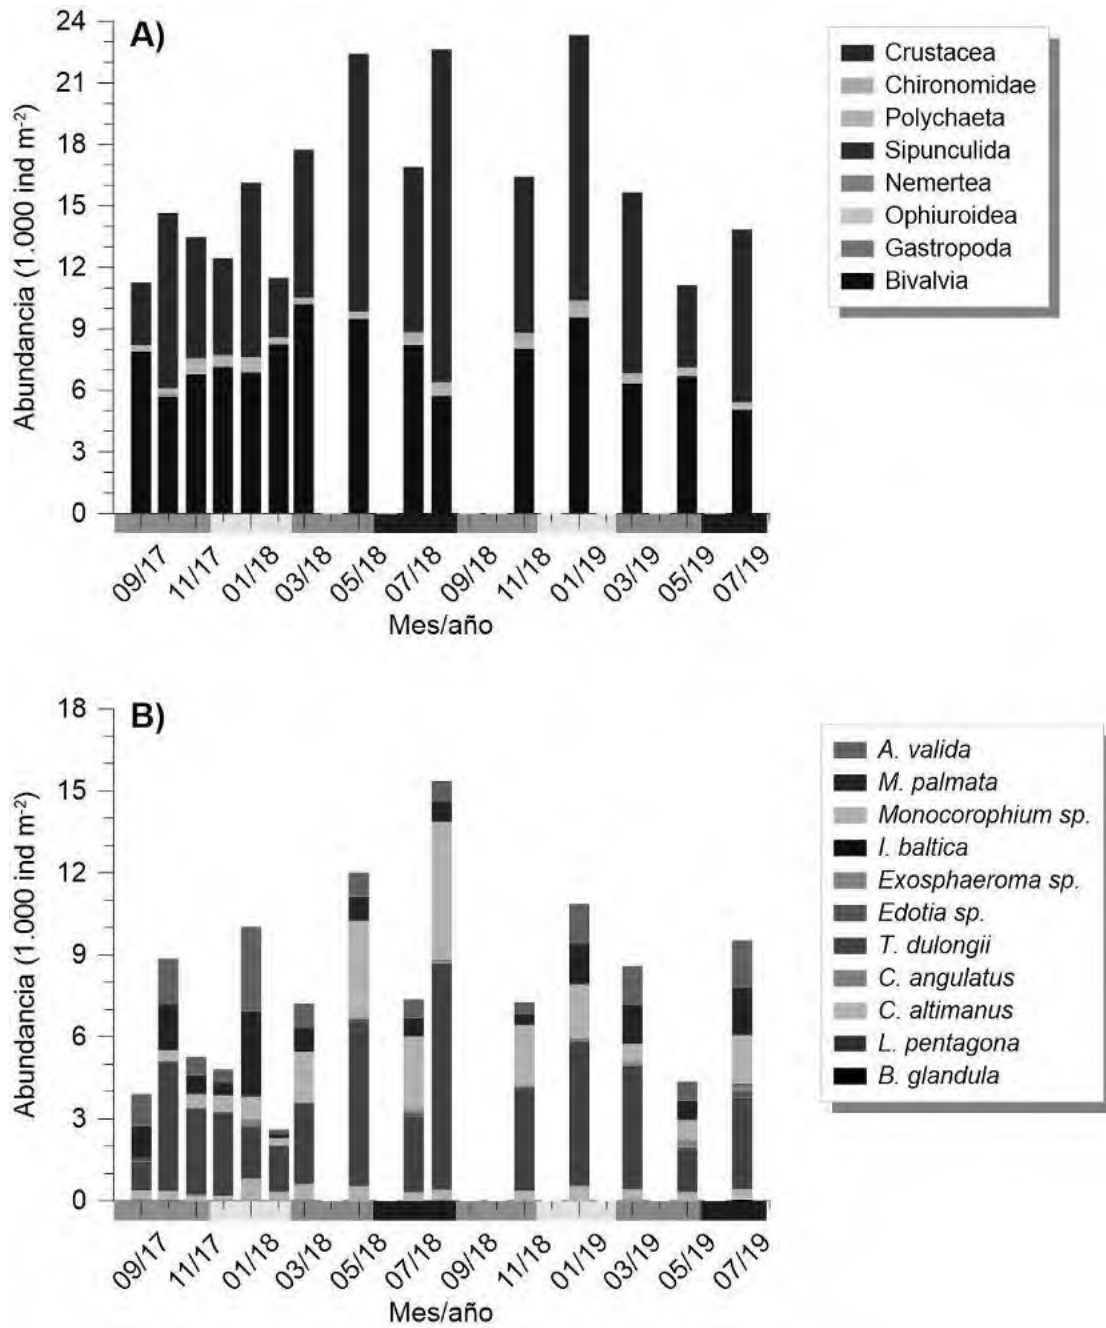 A)
Abundancia (1.000 ind m-2)
24
21
18
15
12
9
6
3
0
09/17 11/17 01/18 03/18 05/18 07/18 09/18 11/18 01/19 03/19 05/19 07/19
Mes/año
Crustacea
Chironomidae
Polychaeta
Sipunculida
Nemertea
Ophiuroidea
Gastropoda
Bivalvia
B)
Abundancia (1.000 ind m-2)
18
15
12
9
6
3
0
09/17 11/17 01/18 03/18 05/18 07/18 09/18 11/18 01/19 03/19 05/19 07/19
Mes/año
A. valida
M. palmata
Monocorophium sp.
I. baltica
Exosphaeroma sp.
Edotia sp.
T. dulongii
C. angulatus
C. altimanus
L. pentagona
B. glandula